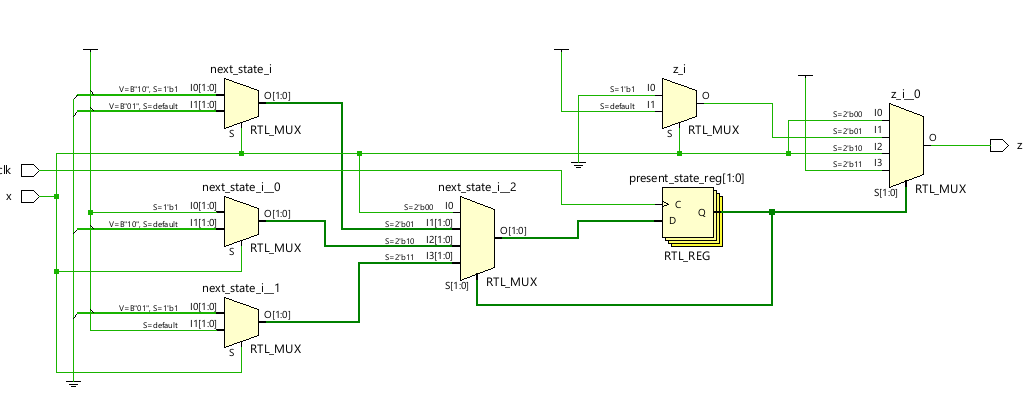 next_state_i
V=B"10", S=1'b1 I0[1:0]
V=B"01", S=default I1[1:0]
O[1:0]
S
RTL_MUX
clk
x
next_state_i__0
S=1'b1 I0[1:0]
V=B"10", S=default I1[1:0]
O[1:0]
S
RTL_MUX
next_state_i__1
V=B"01", S=1'b1 I0[1:0]
S=default I1[1:0]
O[1:0]
S
RTL_MUX
next_state_i__2
S=2'b00 I0
S=2'b01 I1[1:0]
S=2'b10 I2[1:0]
S=2'b11 I3[1:0]
O[1:0]
S[1:0]
RTL_MUX
z_i
S=1'b1 I0
S=default I1
O
S
RTL_MUX
present_state_reg[1:0]
C
D
Q
RTL_REG
z_i__0
S=2'b00 I0
S=2'b01 I1
S=2'b10 I2
S=2'b11 I3
O
S[1:0]
RTL_MUX
z